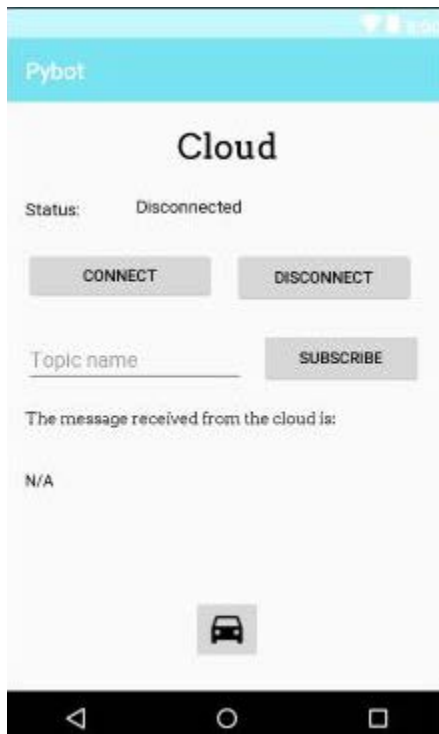 Pybot
Cloud
Status: Disconnected
CONNECT DISCONNECT
Topic name SUBSCRIBE
The message received from the cloud is:
N/A